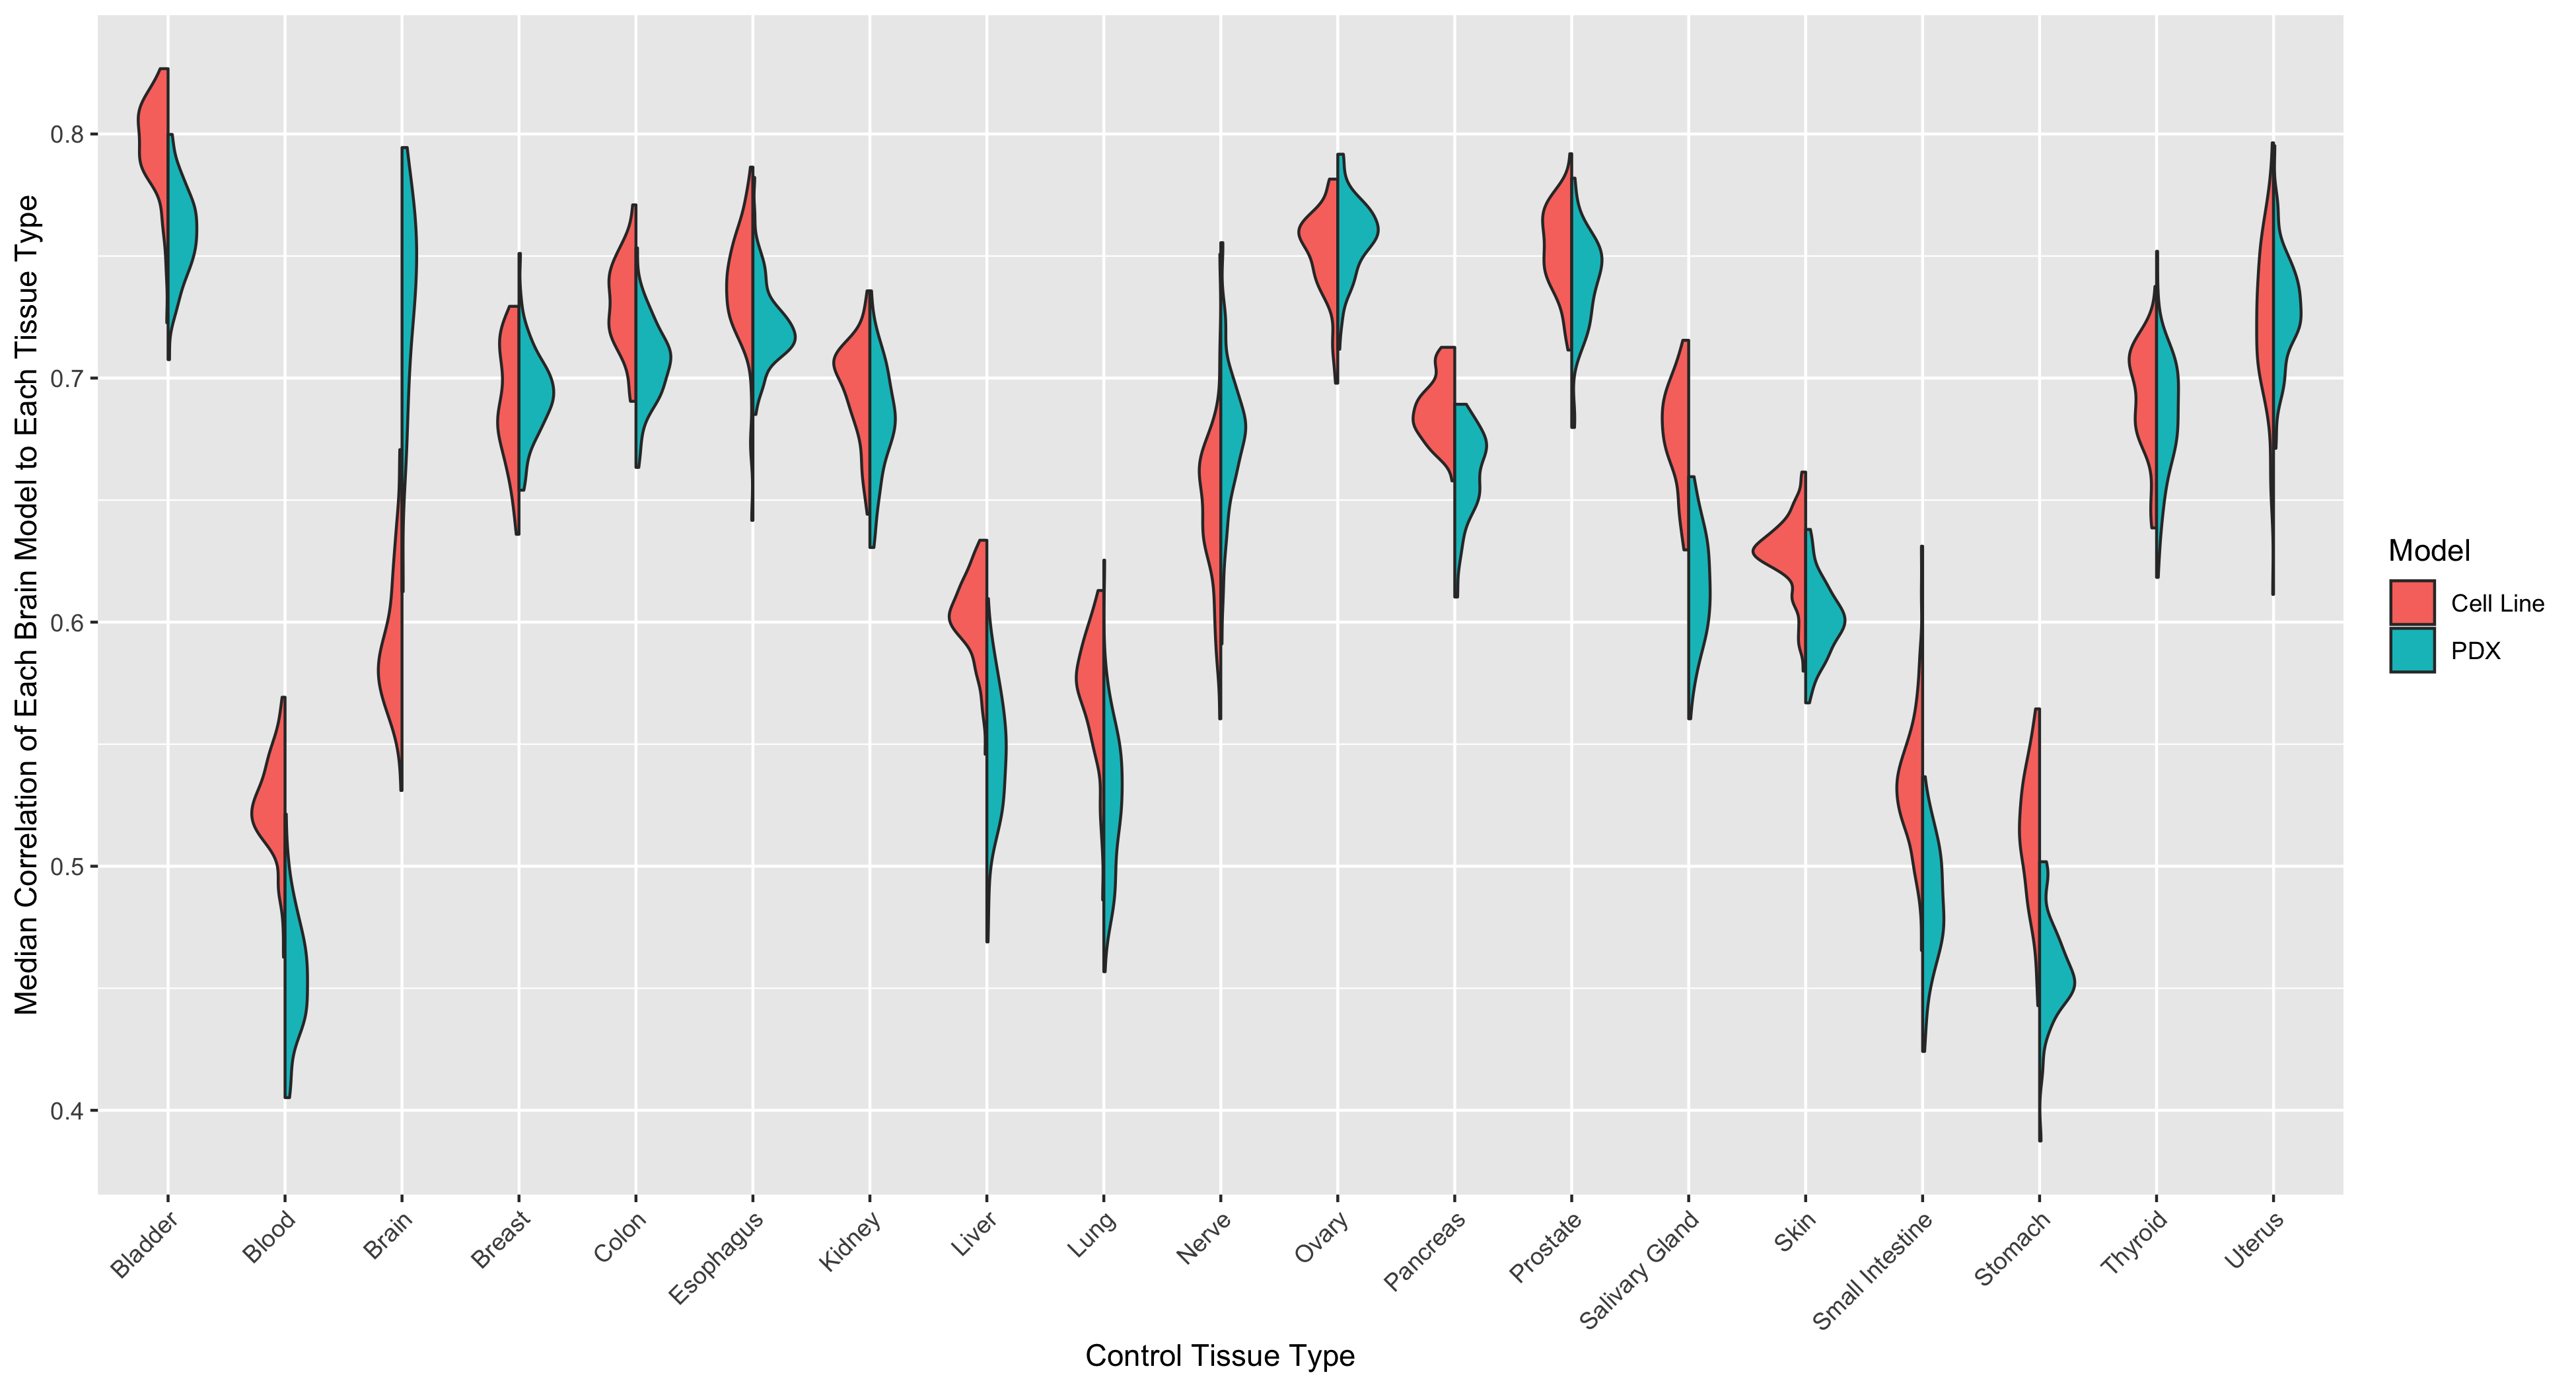 Median Correlation of Each Brain Model to Each Tissue Type
0.8
0.7
0.6
0.5
0.4
Bladder
Blood
Brain
Breast
Colon
Esophagus
Kidney
Liver
Lung
Nerve
Ovary
Pancreas
Prostate
Salivary Gland
Skin
Small Intestine
Stomach
Thyroid
Uterus
Control Tissue Type
Model
Cell Line
PDX